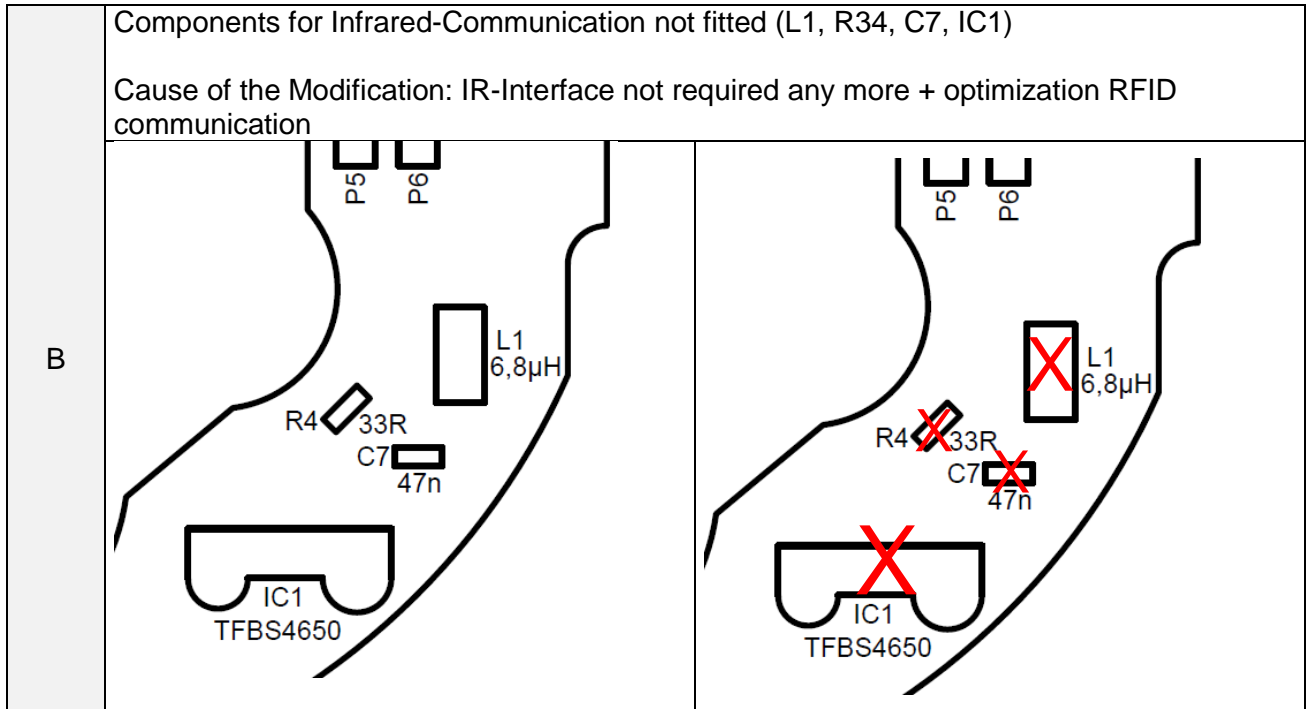 Components for Infrared-Communication not fitted (L1, R34, C7, IC1)
Cause of the Modification: IR-Interface not required any more + optimization RFID
communication
B
P5
P6
L1
6,8µH
R4
33R
C7
47n
IC1
TFBS4650
P5
P6
L1
6,8µH
R4
33R
C7
47n
IC1
TFBS4650